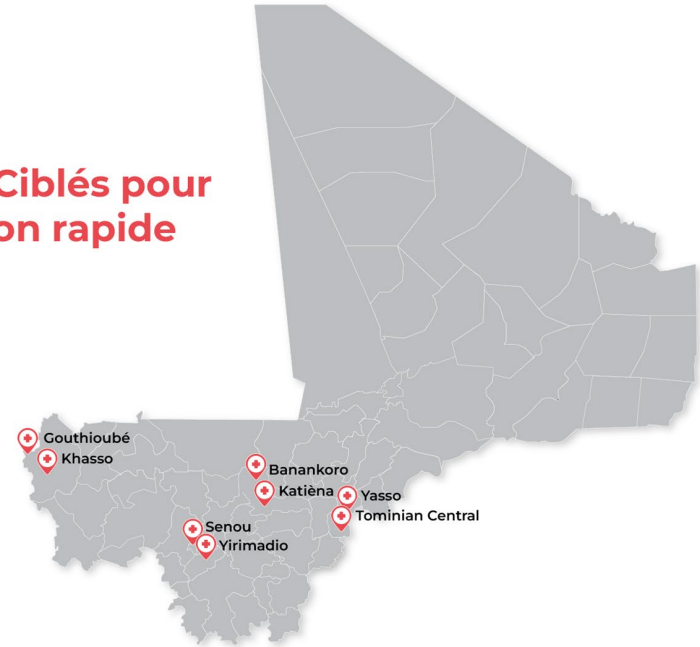 Ciblés pour
on rapide
Gouthioubé
Khasso
Banankoro
Katièna
Yasso
Tominian Central
Senou
Yirimadio